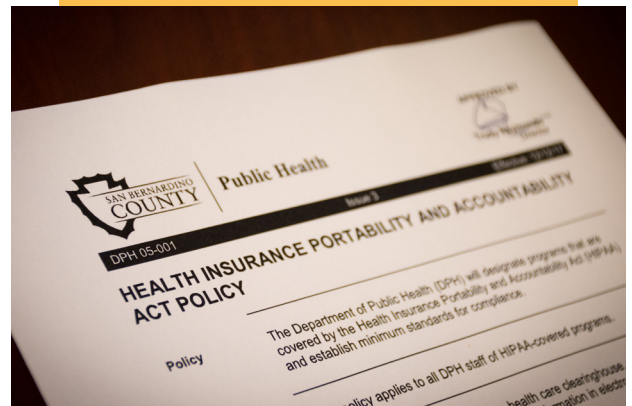 APPROVED BY
Director
SAN BERNARDINO
COUNTY
Public Health
DPH 05-001
Issue 3
Effective
HEALTH INSURANCE PORTABILITY AND ACCOUNTABILITY
ACT POLICY
Policy
The Department of Public Health (DPH) will designate programs that are
covered by the Health Insurance Portability and Accountability Act (HIPAA)
and establish minimum standards for compliance.
policy applies to all DPH staff of HIPAA-covered programs.
health care clearinghouse.
information in